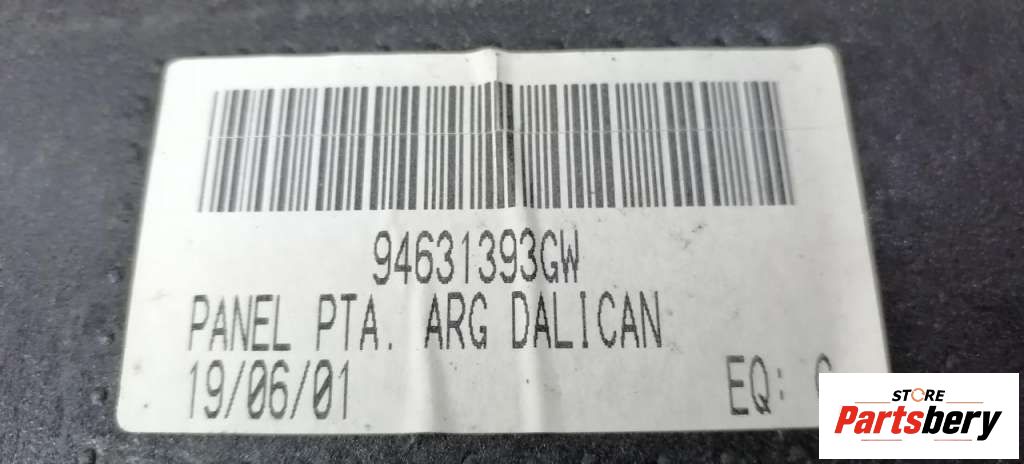 94631393GW
PANEL PTA. ARG DALICAN
19/06/01
EQ:
STORE
Partsbery